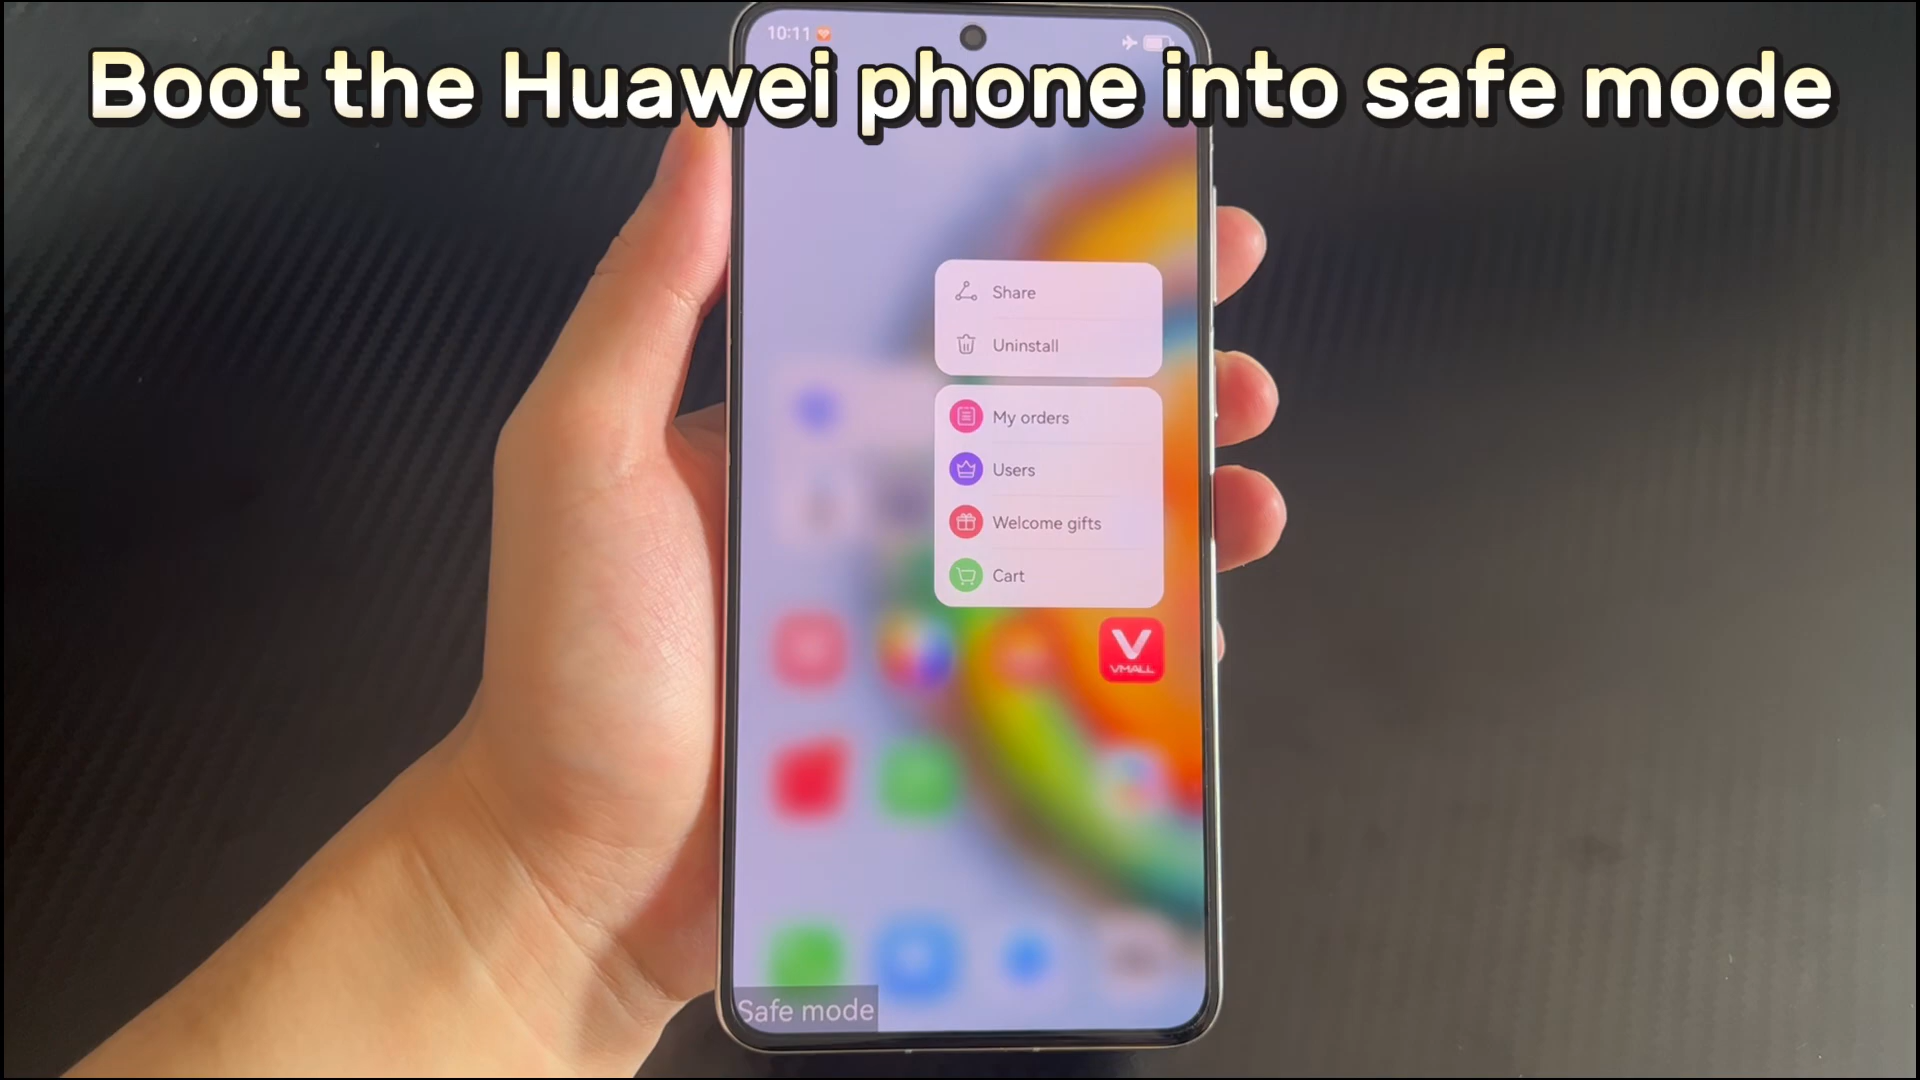 10:11
Boot the Huawei phone into safe mode
Share
Uninstall
My orders
Users
Welcome gifts
Cart
V
VMALL
Safe mode